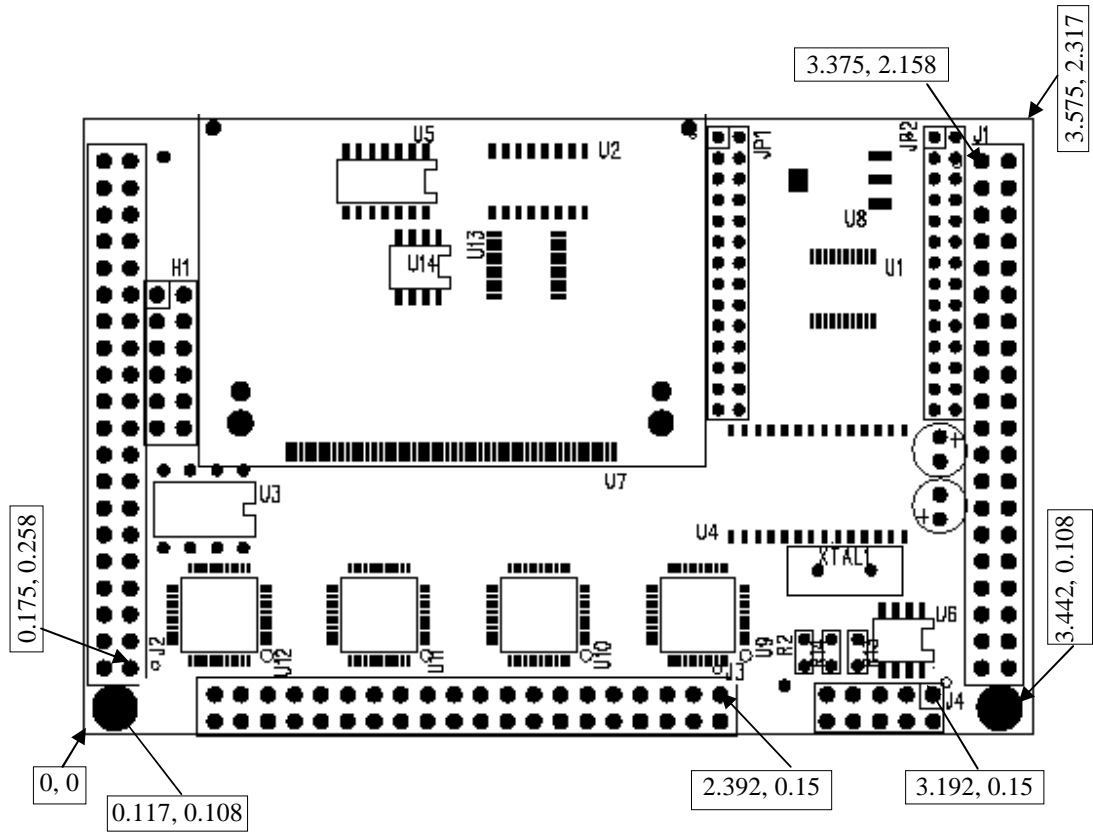 3.575, 2.317
3.375, 2.158
U5
U2
JP1
JP2
J1
U8
U13
U14
U1
H1
U7
U3
U4
XTAL1
0.175, 0.258
3.442, 0.108
J2
U12
U11
U10
U9
J3
R2
U6
J4
0, 0
0.117, 0.108
2.392, 0.15
3.192, 0.15
+
+